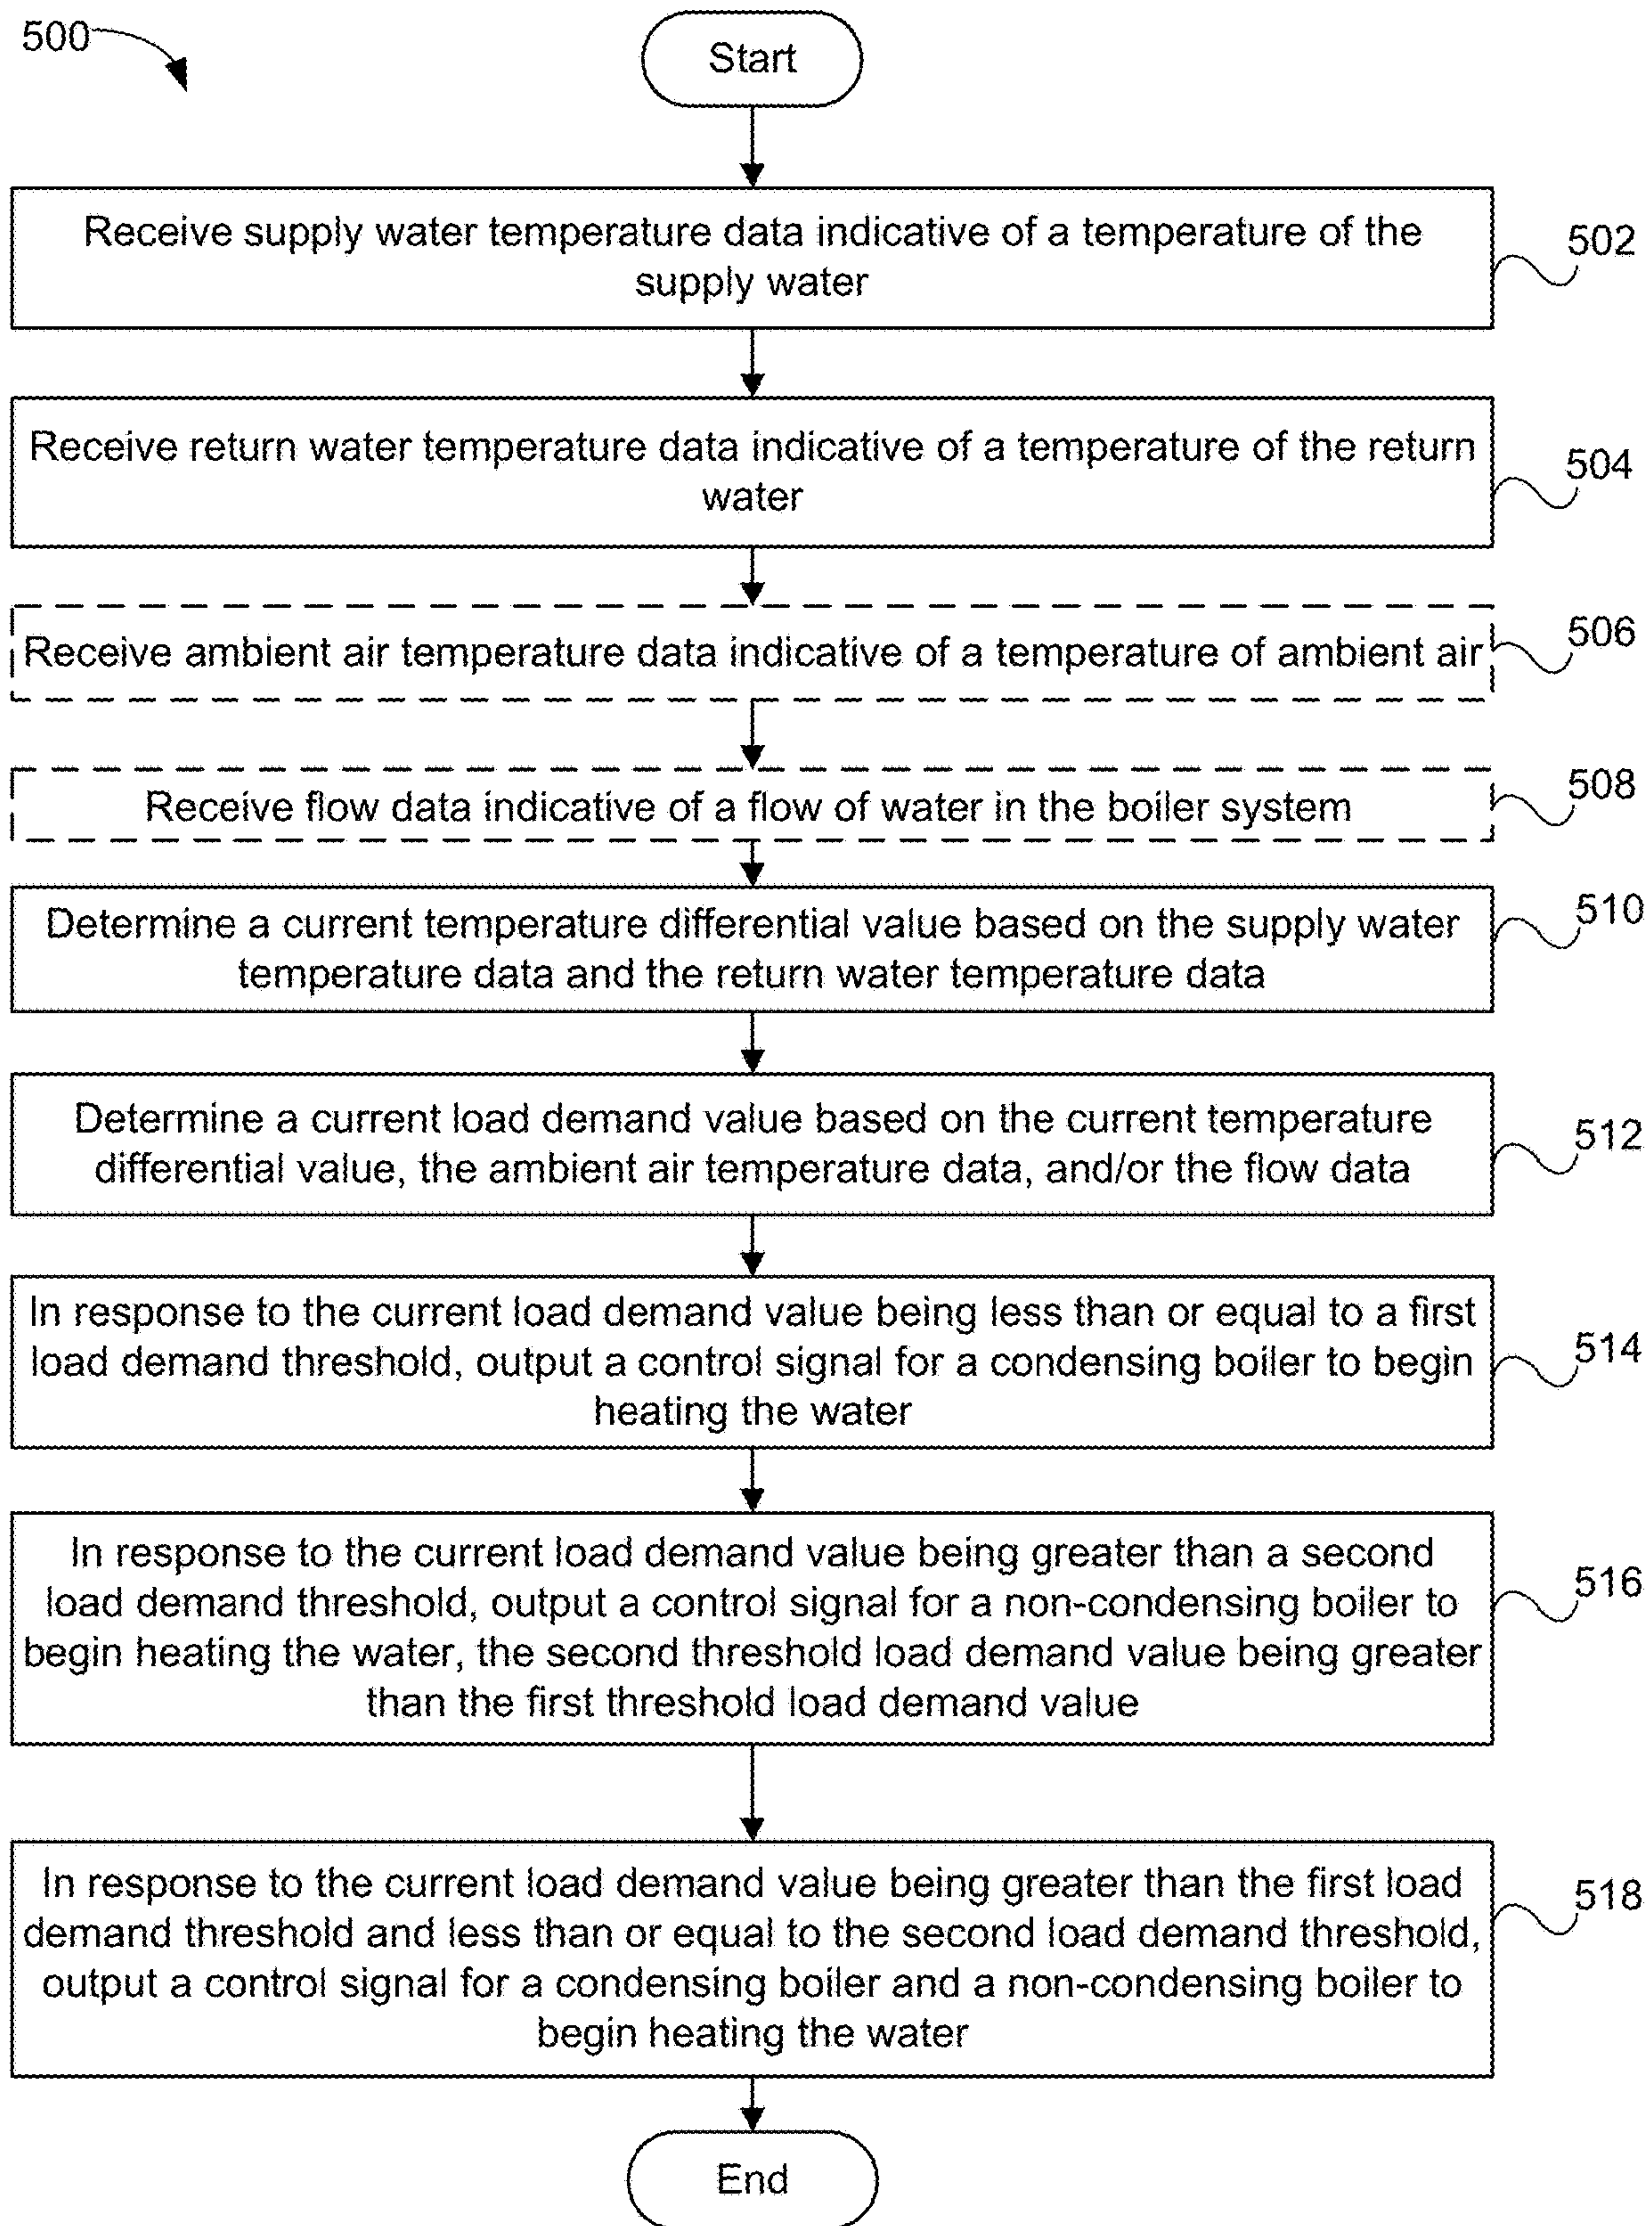 500
Start
Receive supply water temperature data indicative of a temperature of the
supply water
502
Receive return water temperature data indicative of a temperature of the return
water
504
Receive ambient air temperature data indicative of a temperature of ambient air
506
Receive flow data indicative of a flow of water in the boiler system
508
Determine a current temperature differential value based on the supply water
temperature data and the return water temperature data
510
Determine a current load demand value based on the current temperature
differential value, the ambient air temperature data, and/or the flow data
512
In response to the current load demand value being less than or equal to a first
load demand threshold, output a control signal for a condensing boiler to begin
heating the water
514
In response to the current load demand value being greater than a second
load demand threshold, output a control signal for a non-condensing boiler to
begin heating the water, the second threshold load demand value being greater
than the first threshold load demand value
516
In response to the current load demand value being greater than the first load
demand threshold and less than or equal to the second load demand threshold,
output a control signal for a condensing boiler and a non-condensing boiler to
begin heating the water
518
End